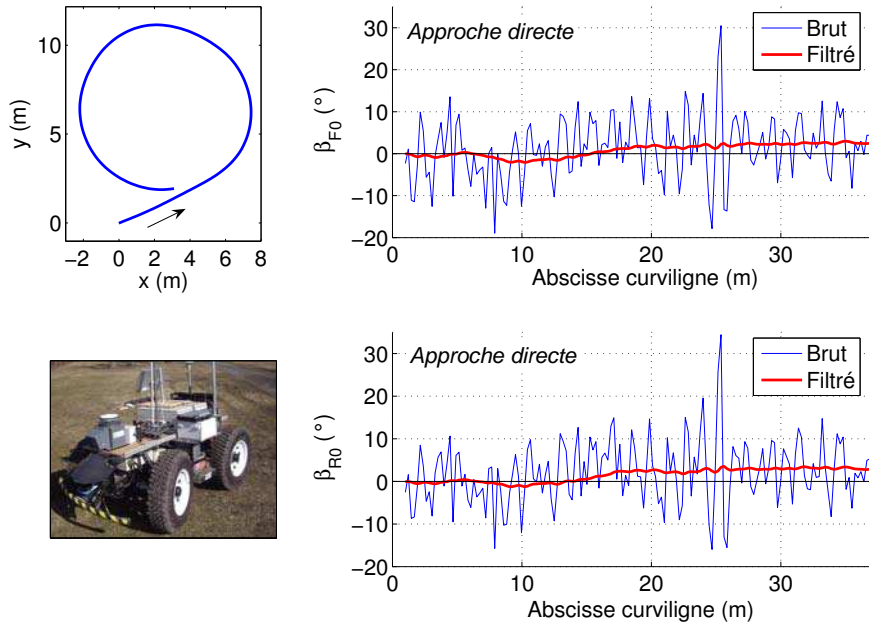 10
5
0
y (m)
−2 0 2 4 6 8
x (m)
Approche directe
Brut
Filtré
30
20
10
0
−10
−20
β_F0 (°)
0 10 20 30
Abscisse curviligne (m)
Approche directe
Brut
Filtré
30
20
10
0
−10
−20
β_R0 (°)
0 10 20 30
Abscisse curviligne (m)